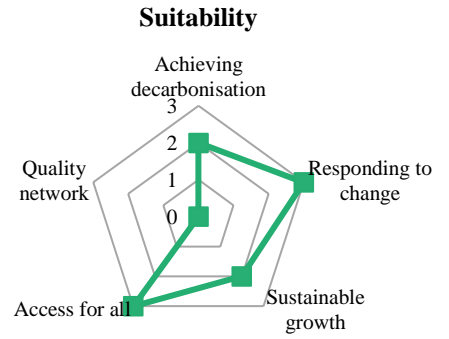 Suitability
Achieving
decarbonisation
3
2
1
0
Quality
network
Responding to
change
Access for all
Sustainable
growth